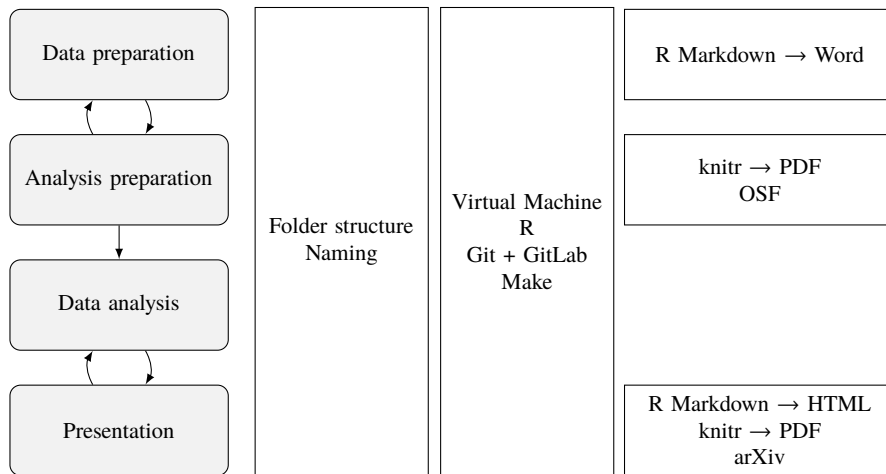 Data preparation
Analysis preparation
Data analysis
Presentation
Folder structure
Naming
Virtual Machine
R
Git + GitLab
Make
R Markdown → Word
knitr → PDF
OSF
R Markdown → HTML
knitr → PDF
arXiv